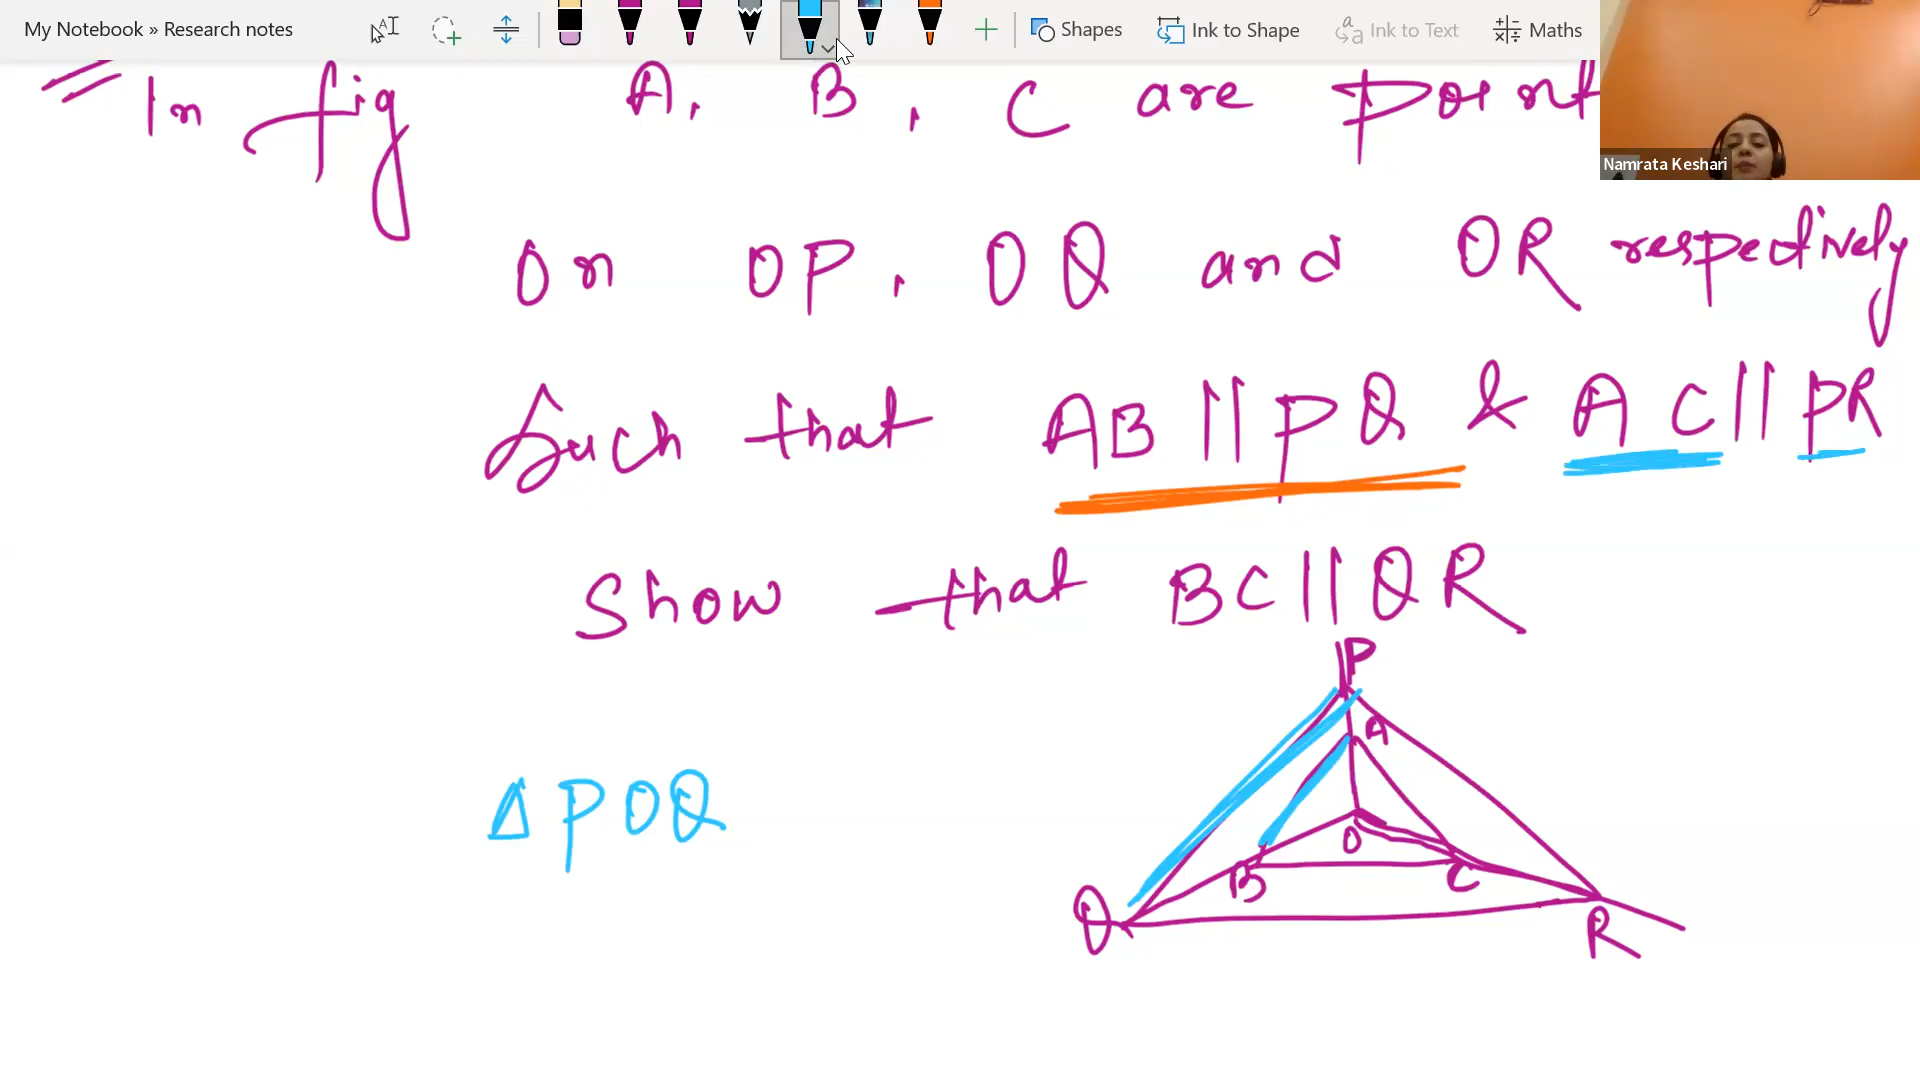 My Notebook » Research notes
Shapes Ink to Shape Ink to Text Maths
Namrata Keshari
In fig A, B, C are point
on OP, OQ and OR respectively
Such that AB || PQ & AC || PR
Show that BC || QR
P
A
Δ POQ
O
B C
Q R